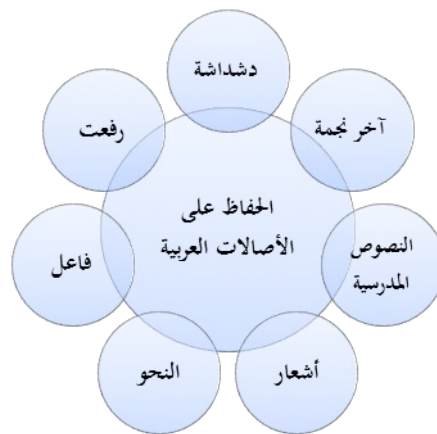 دشداشة
آخر نجمة
رفعت
الحفاظ على
الأصالات العربية
النصوص
المدرسية
فاعل
أشعار
النحو